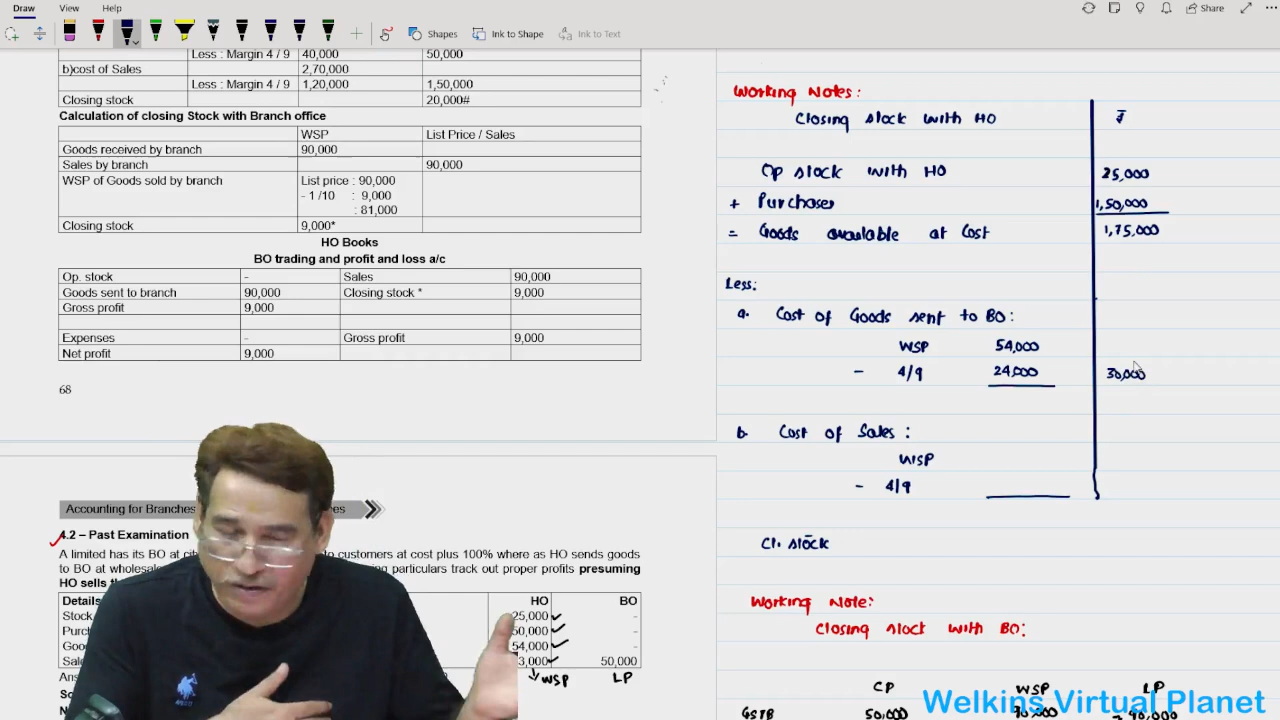 Draw View Help
Share
Shapes Ink to Shape Ink to Text
Less : Margin 4 / 9 40,000 50,000
b)cost of Sales 2,70,000
Less : Margin 4 / 9 1,20,000 1,50,000
Closing stock 20,000#
Calculation of closing Stock with Branch office
WSP List Price / Sales
Goods received by branch 90,000
Sales by branch 90,000
WSP of Goods sold by branch List price : 90,000
- 1 /10 : 9,000
: 81,000
Closing stock 9,000*
HO Books
BO trading and profit and loss a/c
Op. stock - Sales 90,000
Goods sent to branch 90,000 Closing stock * 9,000
Gross profit 9,000
Expenses - Gross profit 9,000
Net profit 9,000
68
Accounting for Branches
4.2 – Past Examination
A limited has its BO at to customers at cost plus 100% where as HO sends goods
to BO at wholesale particulars track out proper profits presuming
HO sells
Details HO BO
Stock 25,000 -
50,000 -
54,000 -
3,000 50,000
WSP LP
Working Notes:
Closing stock with HO ₹
Op stock with HO 25,000
+ Purchases 1,50,000
= Goods available at Cost 1,75,000
Less:
a. Cost of Goods sent to BO:
WSP 54,000
- 4/9 24,000 30,000
b. Cost of Sales :
WSP
- 4/9
Cl. stock
Working Note:
Closing stock with BO:
CP WSP LP
GSTB 50,000 90,000
Welkins Virtual Planet